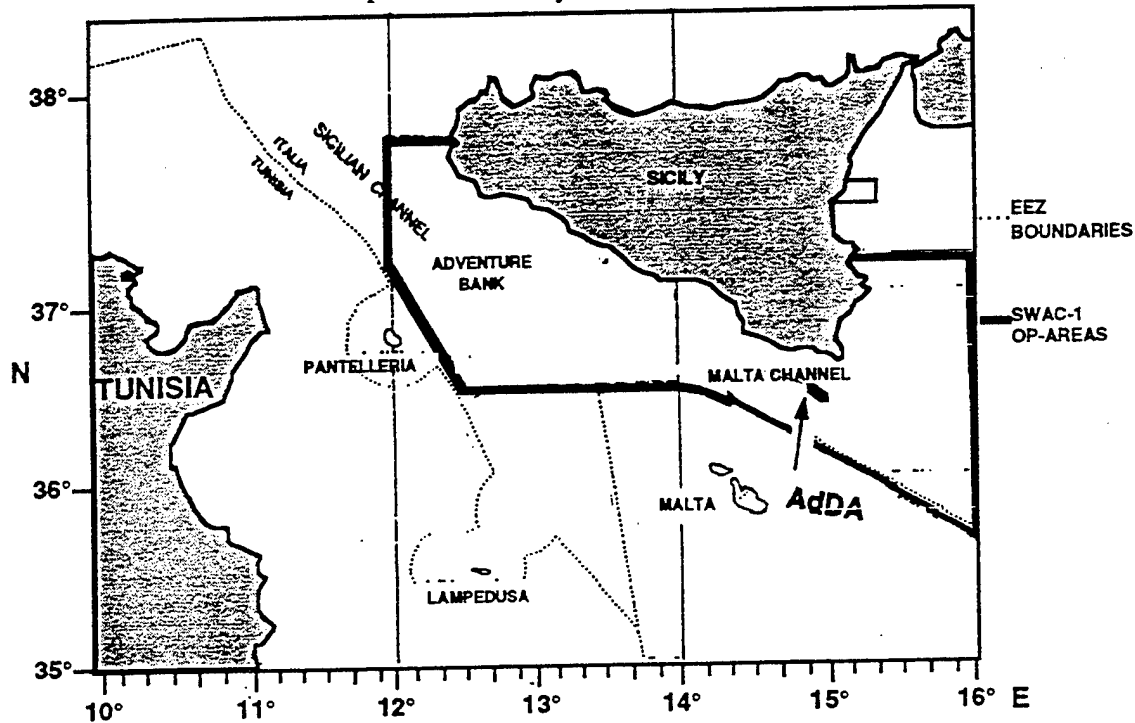 38°
37°
N
36°
35°
10°
11°
12°
13°
14°
15°
16° E
ITALIA
TUNISIA
SICILIAN CHANNEL
SICILY
ADVENTURE
BANK
PANTELLERIA
TUNISIA
MALTA CHANNEL
MALTA
AdDA
LAMPEDUSA
EEZ
BOUNDARIES
SWAC-1
OP-AREAS